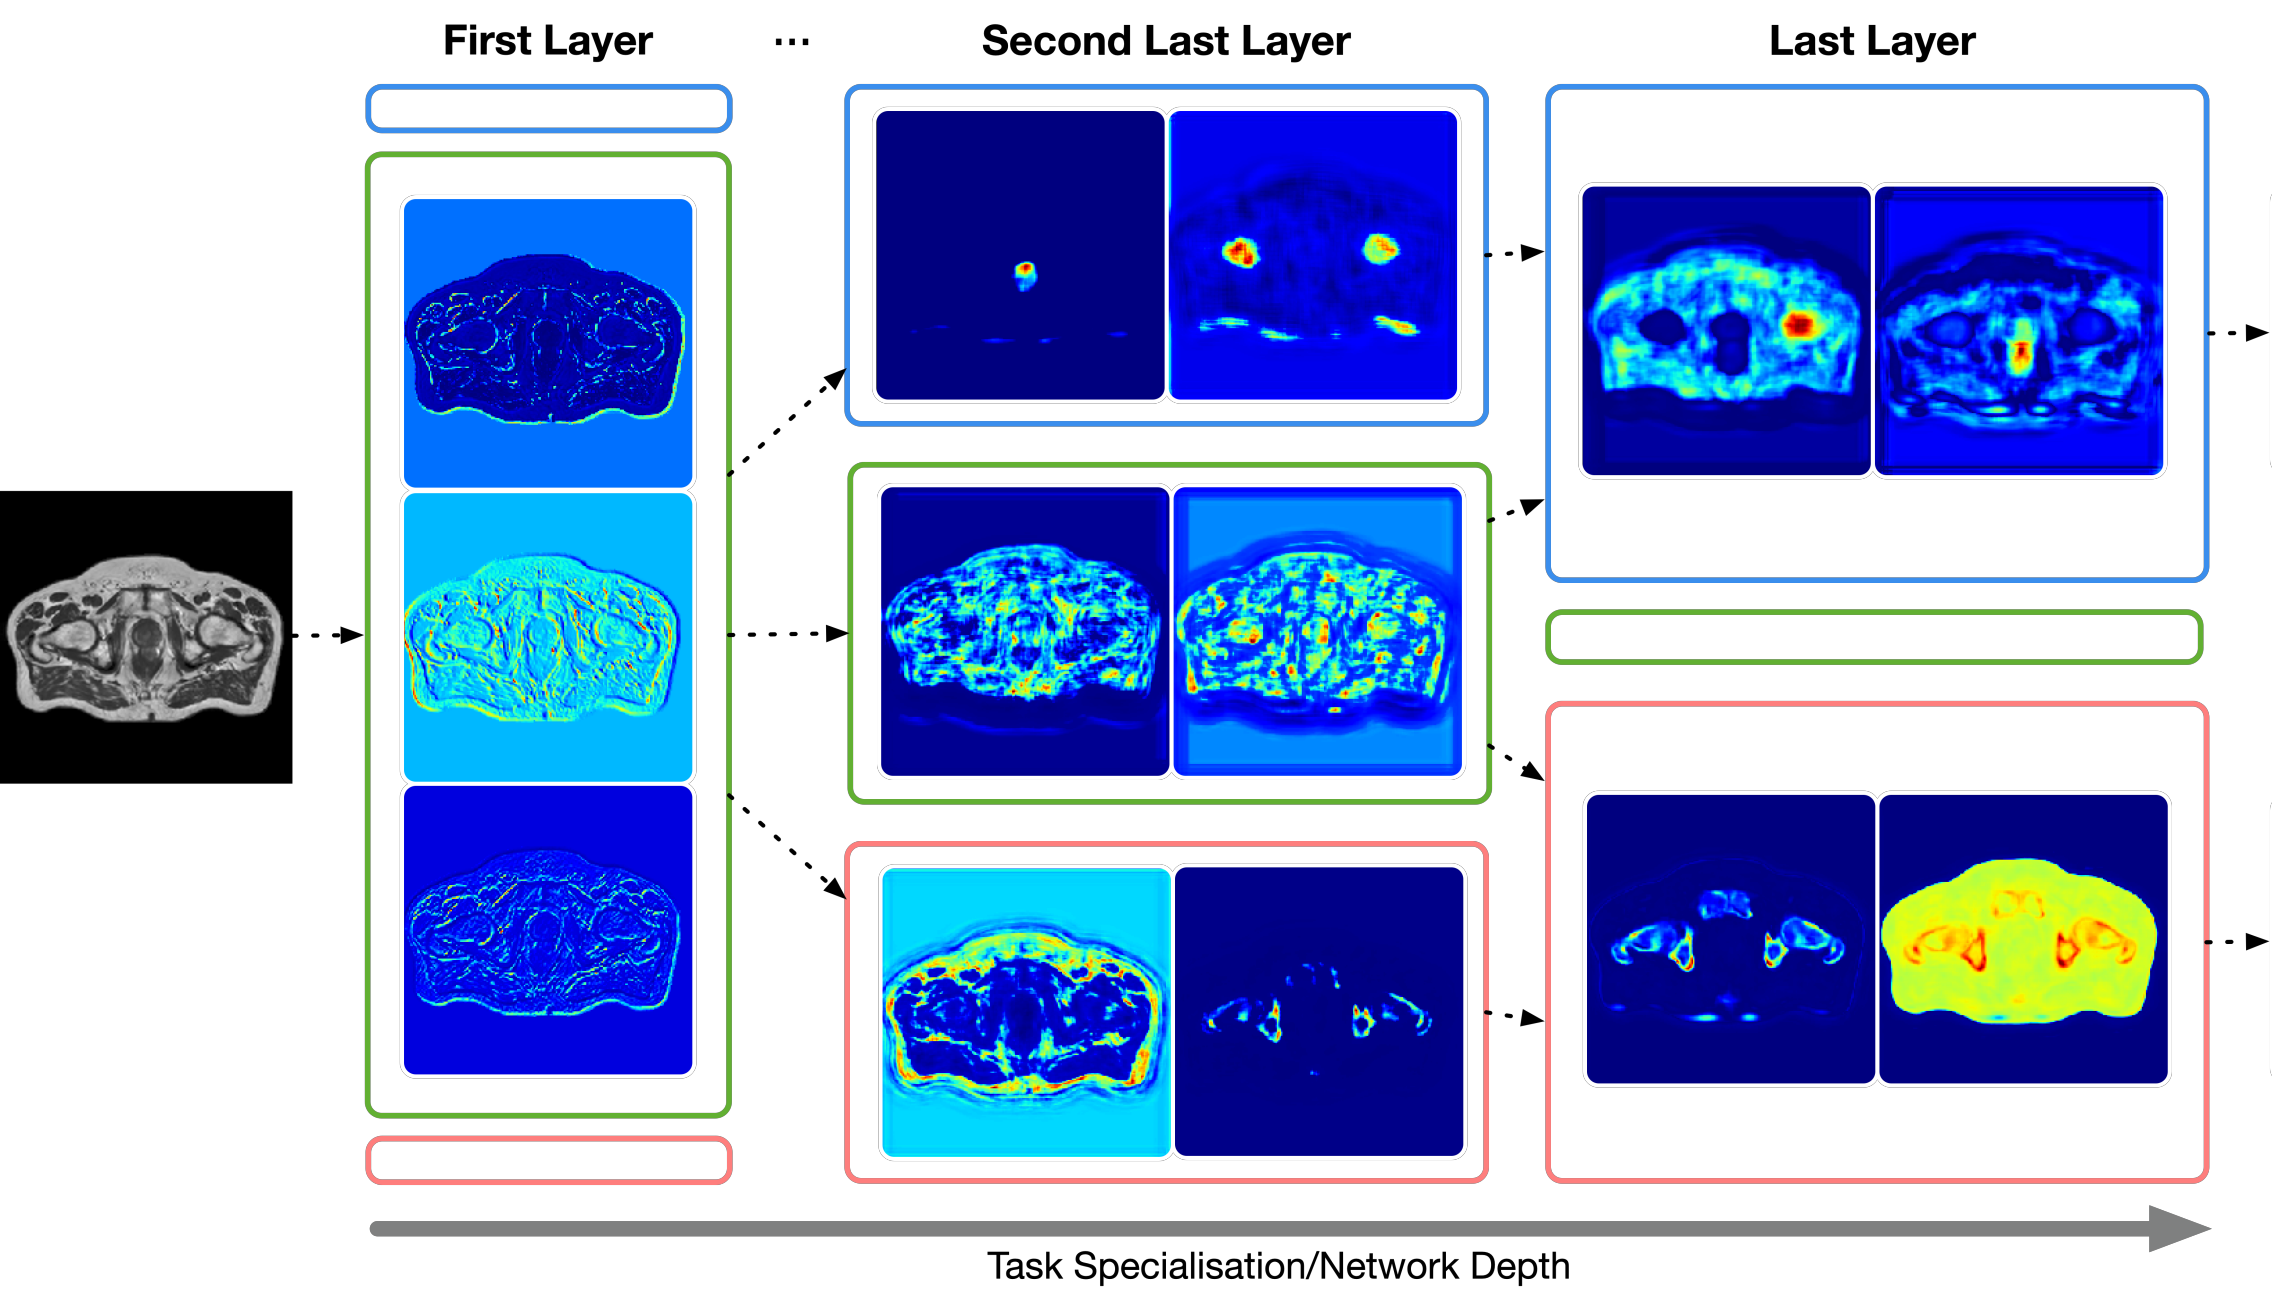 First Layer
...
Second Last Layer
Last Layer
Task Specialisation/Network Depth